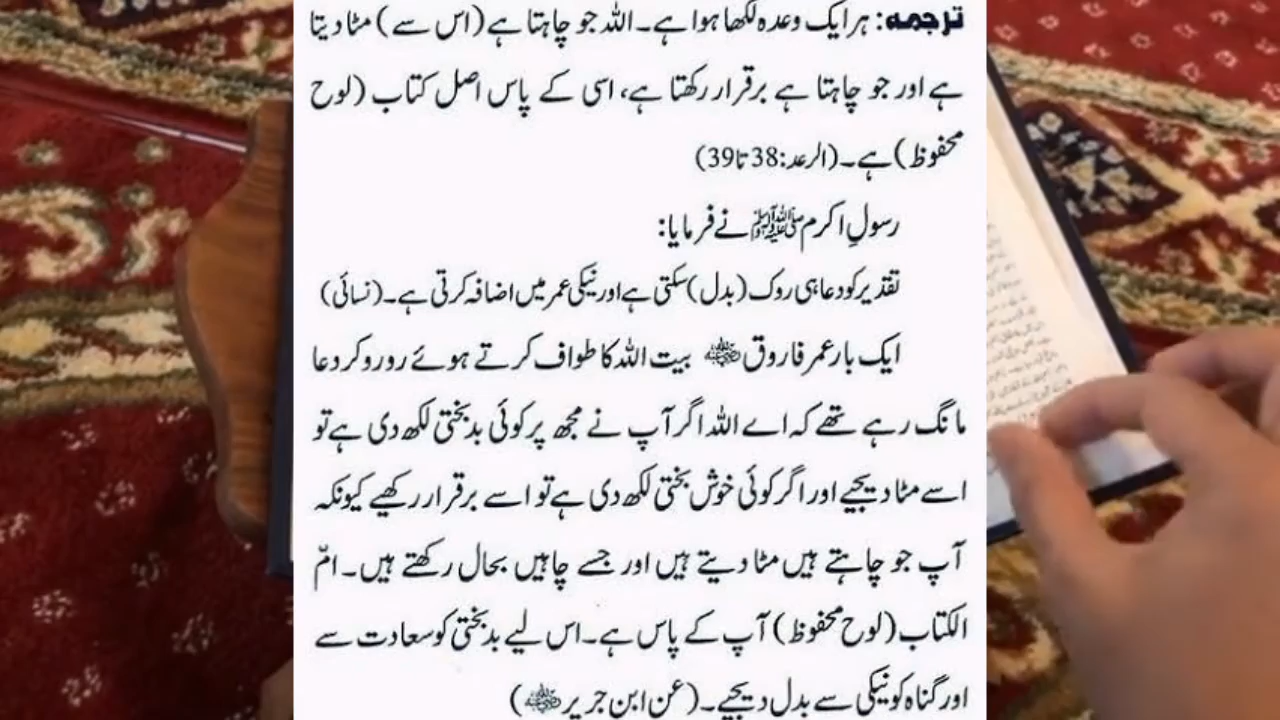 ترجمہ: ہر ایک وعدہ لکھا ہوا ہے۔ اللہ جو چاہتا ہے (اس سے) مٹا دیتا
ہے اور جو چاہتا ہے برقرار رکھتا ہے، اسی کے پاس اصل کتاب (لوح
محفوظ) ہے۔ (الرعد: 38 تا 39)
رسولِ اکرم ﷺ نے فرمایا:
تقدیر کو دعا ہی روک (بدل) سکتی ہے اور نیکی عمر میں اضافہ کرتی ہے۔ (نسائی)
ایک بار عمر فاروق رضی اللہ عنہ بیت اللہ کا طواف کرتے ہوئے رو رو کر دعا
مانگ رہے تھے کہ اے اللہ اگر آپ نے مجھ پر کوئی بدبختی لکھ دی ہے تو
اسے مٹا دیجیے اور اگر کوئی خوش بختی لکھ دی ہے تو اسے برقرار رکھیے کیونکہ
آپ جو چاہتے ہیں مٹا دیتے ہیں اور جسے چاہیں بحال رکھتے ہیں۔ امّ
الکتاب (لوح محفوظ) آپ کے پاس ہے۔ اس لیے بدبختی کو سعادت سے
اور گناہ کو نیکی سے بدل دیجیے۔ (عن ابن جریر رضی اللہ عنہ)